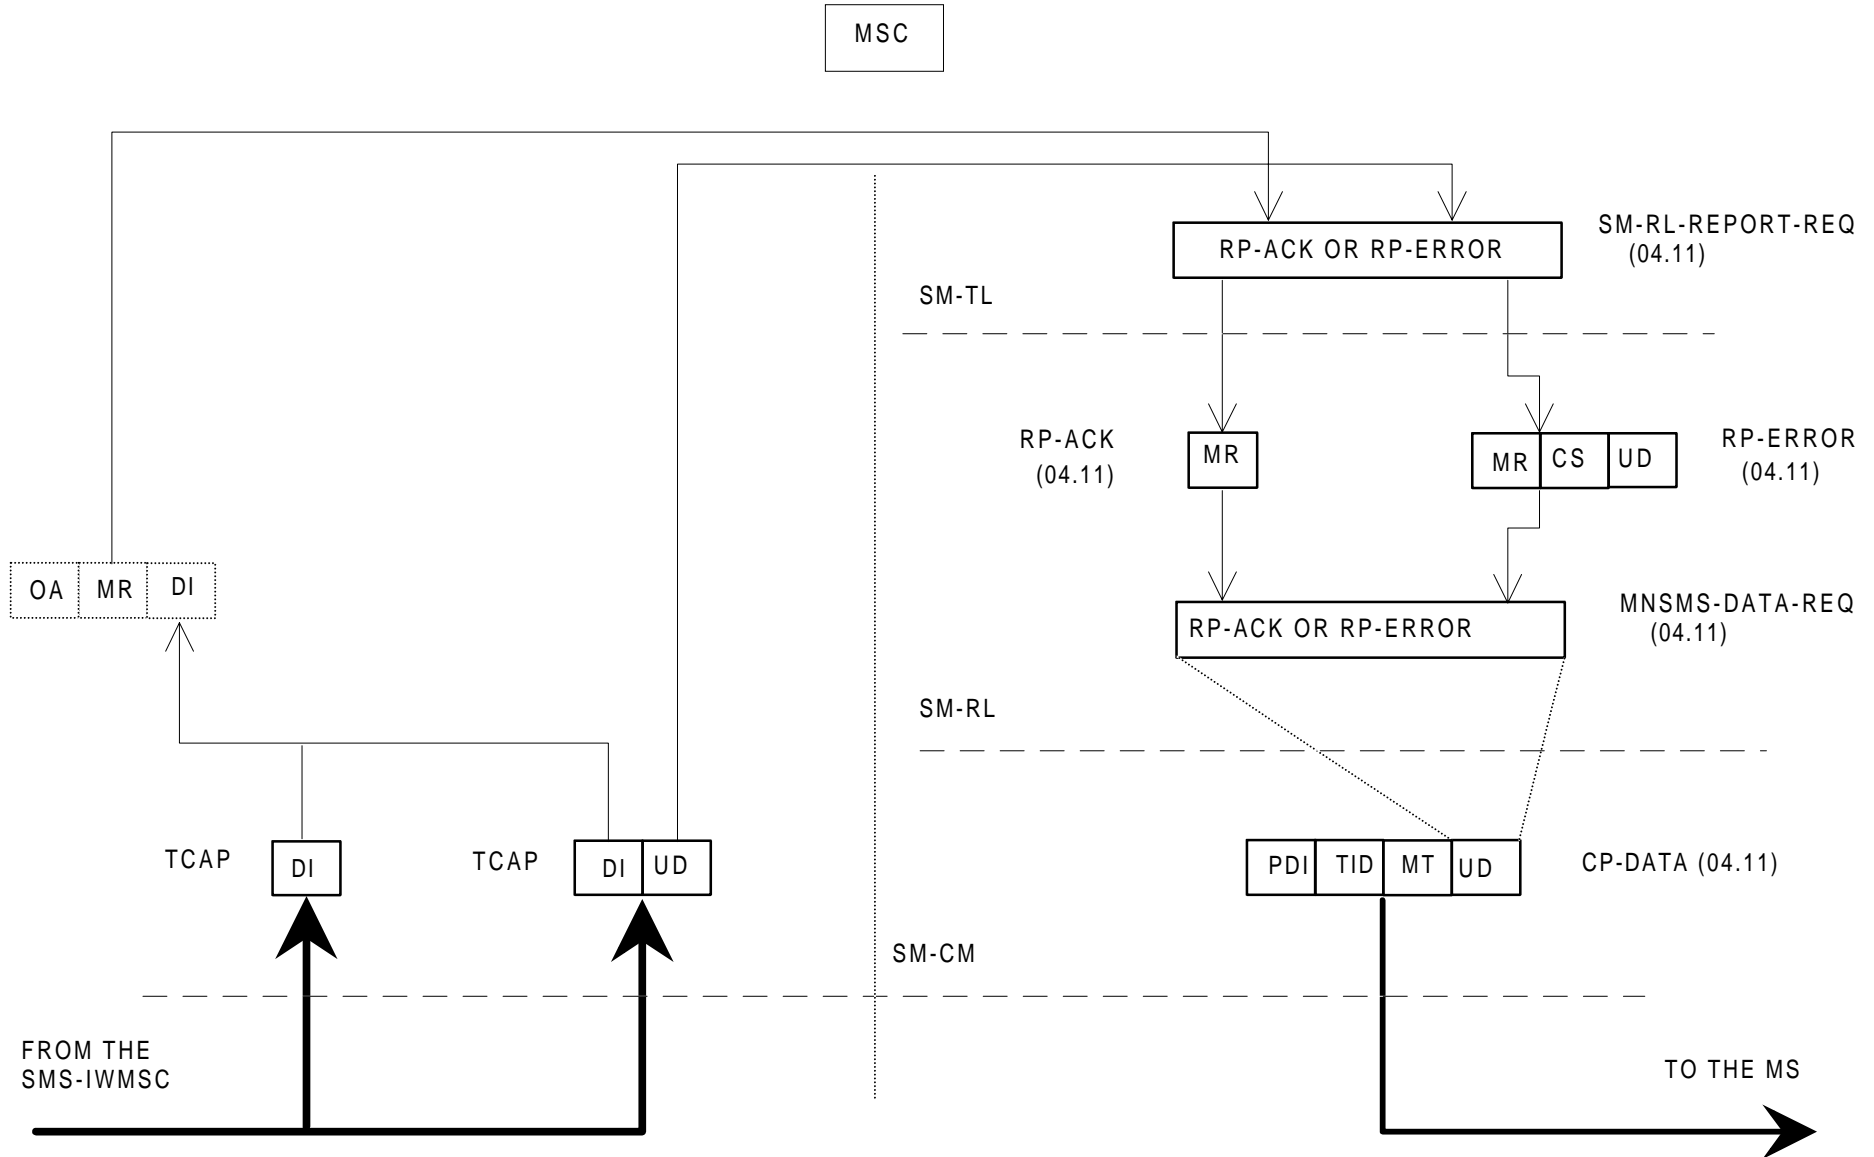 MSC
RP-ACK OR RP-ERROR
SM-RL-REPORT-REQ
(04.11)
SM-TL
RP-ACK
(04.11)
MR
MR CS UD
RP-ERROR
(04.11)
OA MR DI
RP-ACK OR RP-ERROR
MNSMS-DATA-REQ
(04.11)
SM-RL
TCAP DI
TCAP DI UD
PDI TID MT UD
CP-DATA (04.11)
SM-CM
FROM THE
SMS-IWMSC
TO THE MS